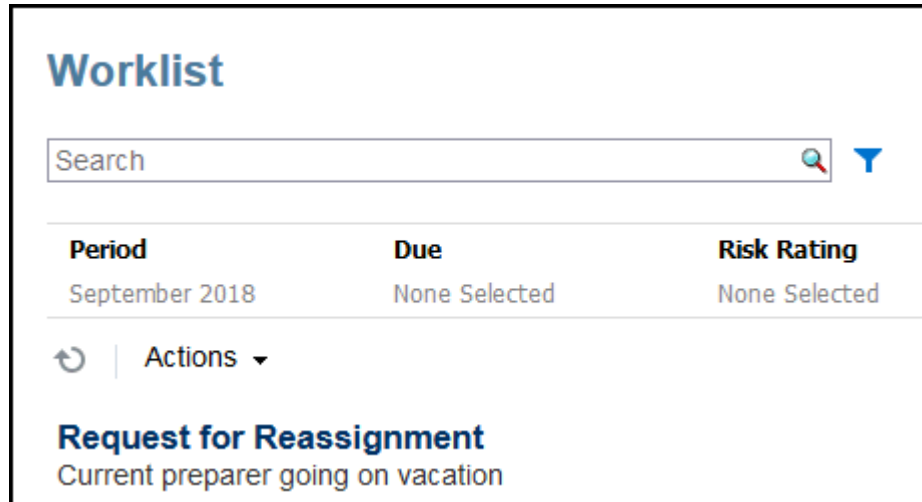 Worklist
Search
Period Due Risk Rating
September 2018 None Selected None Selected
Actions
Request for Reassignment
Current preparer going on vacation